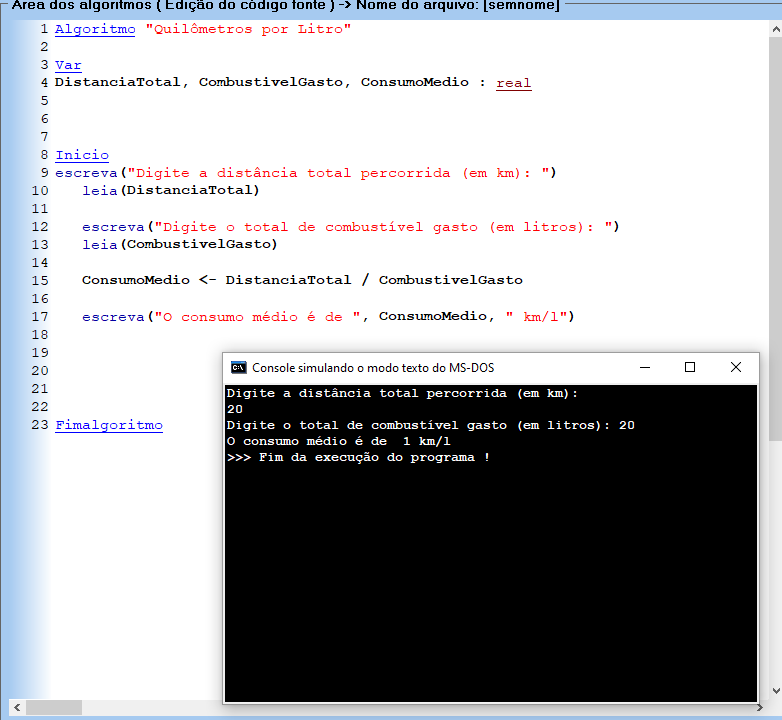 Área dos algoritmos ( Edição do código fonte ) -> Nome do arquivo: [semnome]
1 Algoritmo "Quilômetros por Litro"
2
3 Var
4 DistanciaTotal, CombustivelGasto, ConsumoMedio : real
5
6
7
8 Inicio
9 escreva("Digite a distância total percorrida (em km): ")
10 leia(DistanciaTotal)
11
12 escreva("Digite o total de combustível gasto (em litros): ")
13 leia(CombustivelGasto)
14
15 ConsumoMedio <- DistanciaTotal / CombustivelGasto
16
17 escreva("O consumo médio é de ", ConsumoMedio, " km/l")
18
19
20
21
22
23 Fimalgoritmo
C:\ Console simulando o modo texto do MS-DOS
Digite a distância total percorrida (em km):
20
Digite o total de combustível gasto (em litros): 20
O consumo médio é de  1 km/l
>>> Fim da execução do programa !